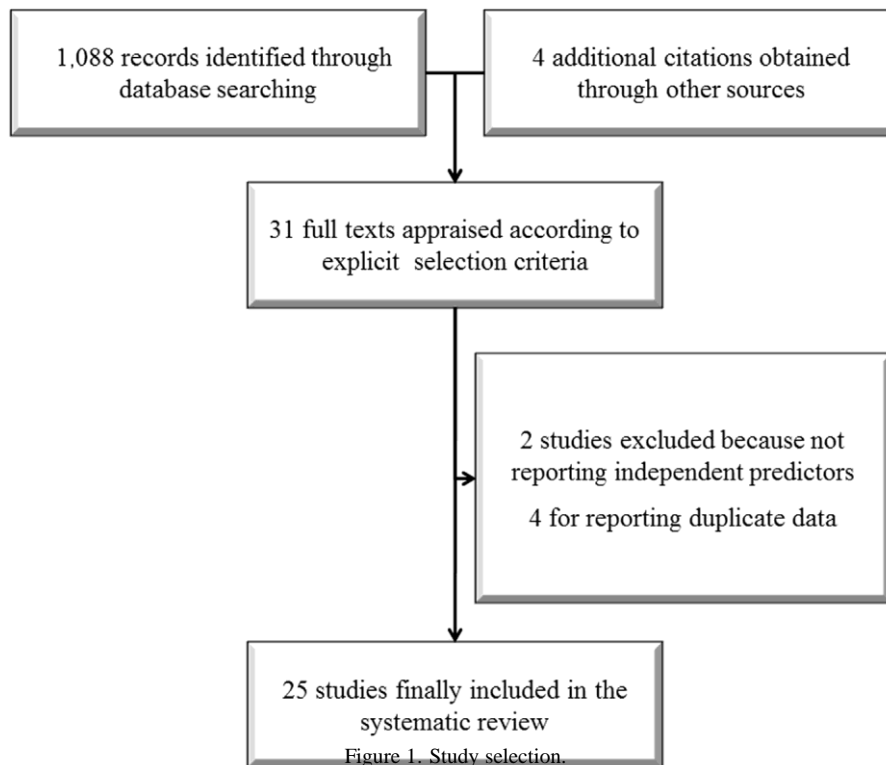 1,088 records identified through
database searching
4 additional citations obtained
through other sources
31 full texts appraised according to
explicit selection criteria
2 studies excluded because not
reporting independent predictors
4 for reporting duplicate data
25 studies finally included in the
systematic review
Figure 1. Study selection.